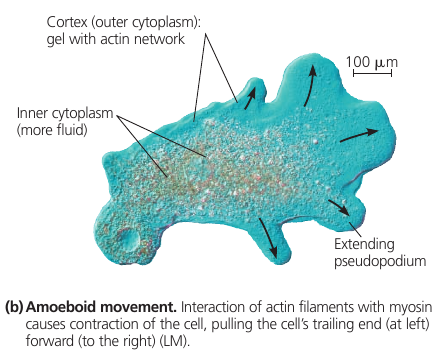 Cortex (outer cytoplasm):
gel with actin network
100 μm
Inner cytoplasm
(more fluid)
Extending
pseudopodium
(b) Amoeboid movement. Interaction of actin filaments with myosin
causes contraction of the cell, pulling the cell's trailing end (at left)
forward (to the right) (LM).